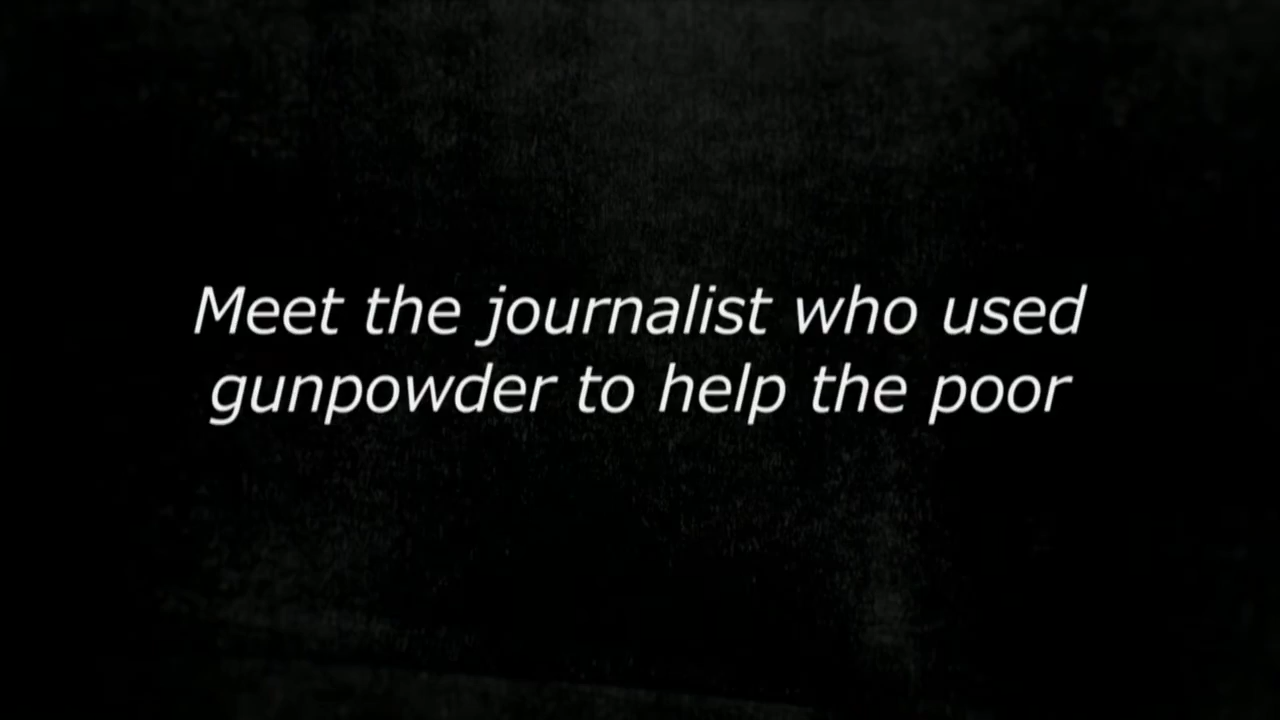 Meet the journalist who used
gunpowder to help the poor